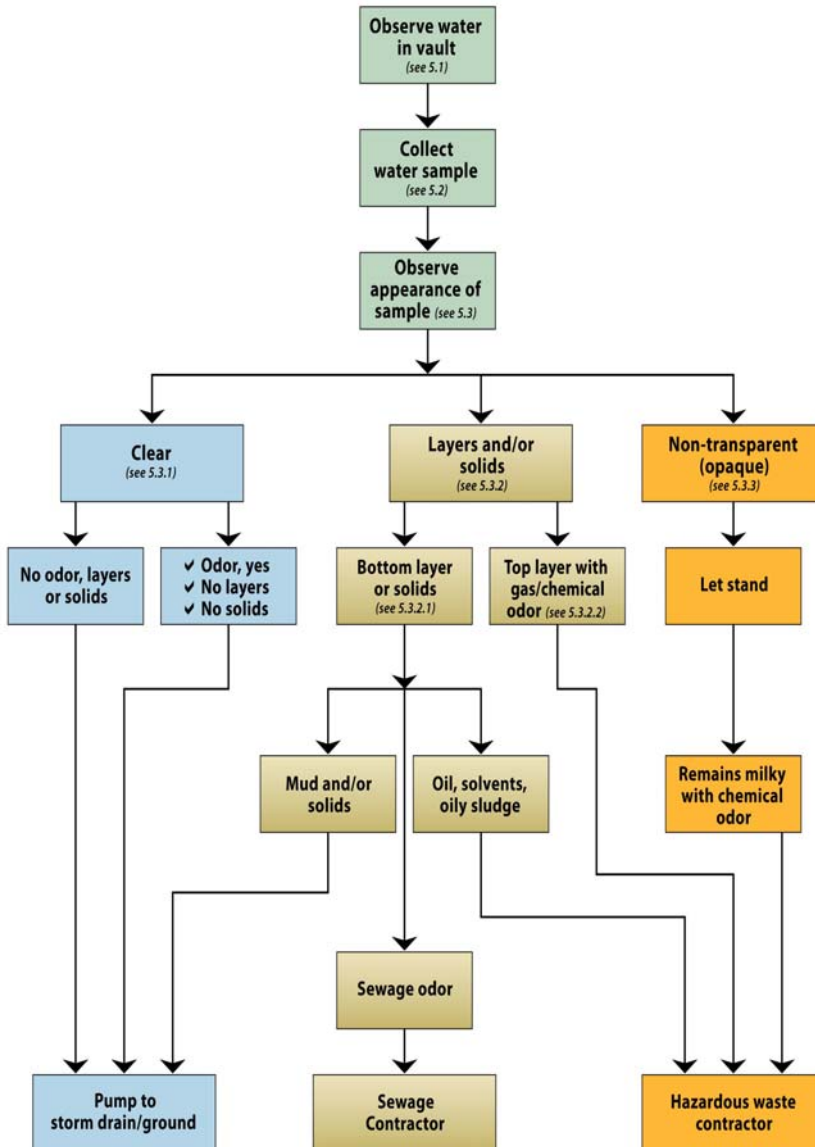 Observe water
in vault
(see 5.1)
Collect
water sample
(see 5.2)
Observe
appearance of
sample (see 5.3)
Clear
(see 5.3.1)
Layers and/or
solids
(see 5.3.2)
Non-transparent
(opaque)
(see 5.3.3)
No odor, layers
or solids
✔ Odor, yes
✔ No layers
✔ No solids
Bottom layer
or solids
(see 5.3.2.1)
Top layer with
gas/chemical
odor (see 5.3.2.2)
Let stand
Mud and/or
solids
Oil, solvents,
oily sludge
Remains milky
with chemical
odor
Sewage odor
Pump to
storm drain/ground
Sewage
Contractor
Hazardous waste
contractor